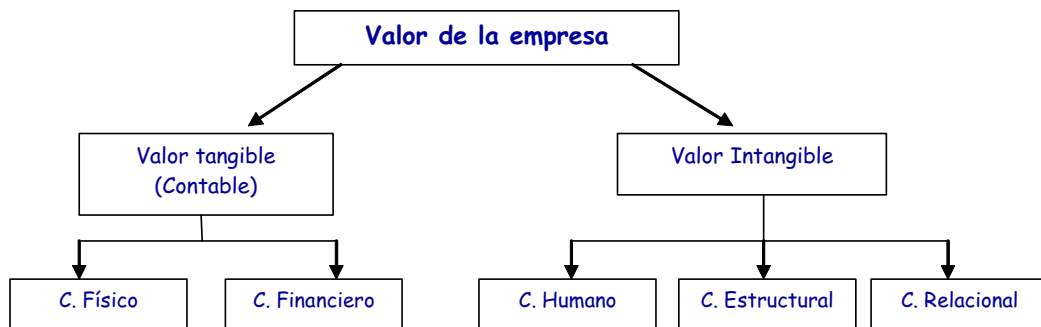 Valor de la empresa
Valor tangible
(Contable)
Valor Intangible
C. Físico
C. Financiero
C. Humano
C. Estructural
C. Relacional